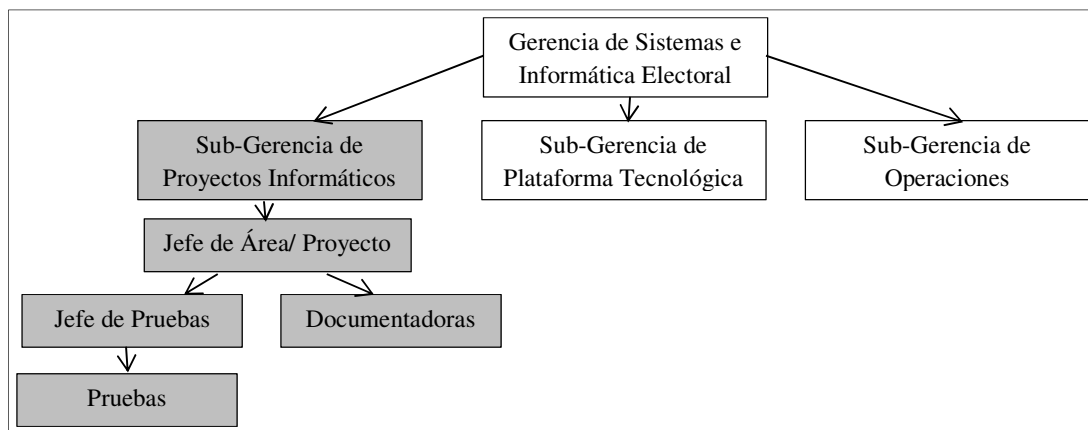 Gerencia de Sistemas e
Informática Electoral
Sub-Gerencia de
Proyectos Informáticos
Sub-Gerencia de
Plataforma Tecnológica
Sub-Gerencia de
Operaciones
Jefe de Área/ Proyecto
Jefe de Pruebas
Documentadoras
Pruebas